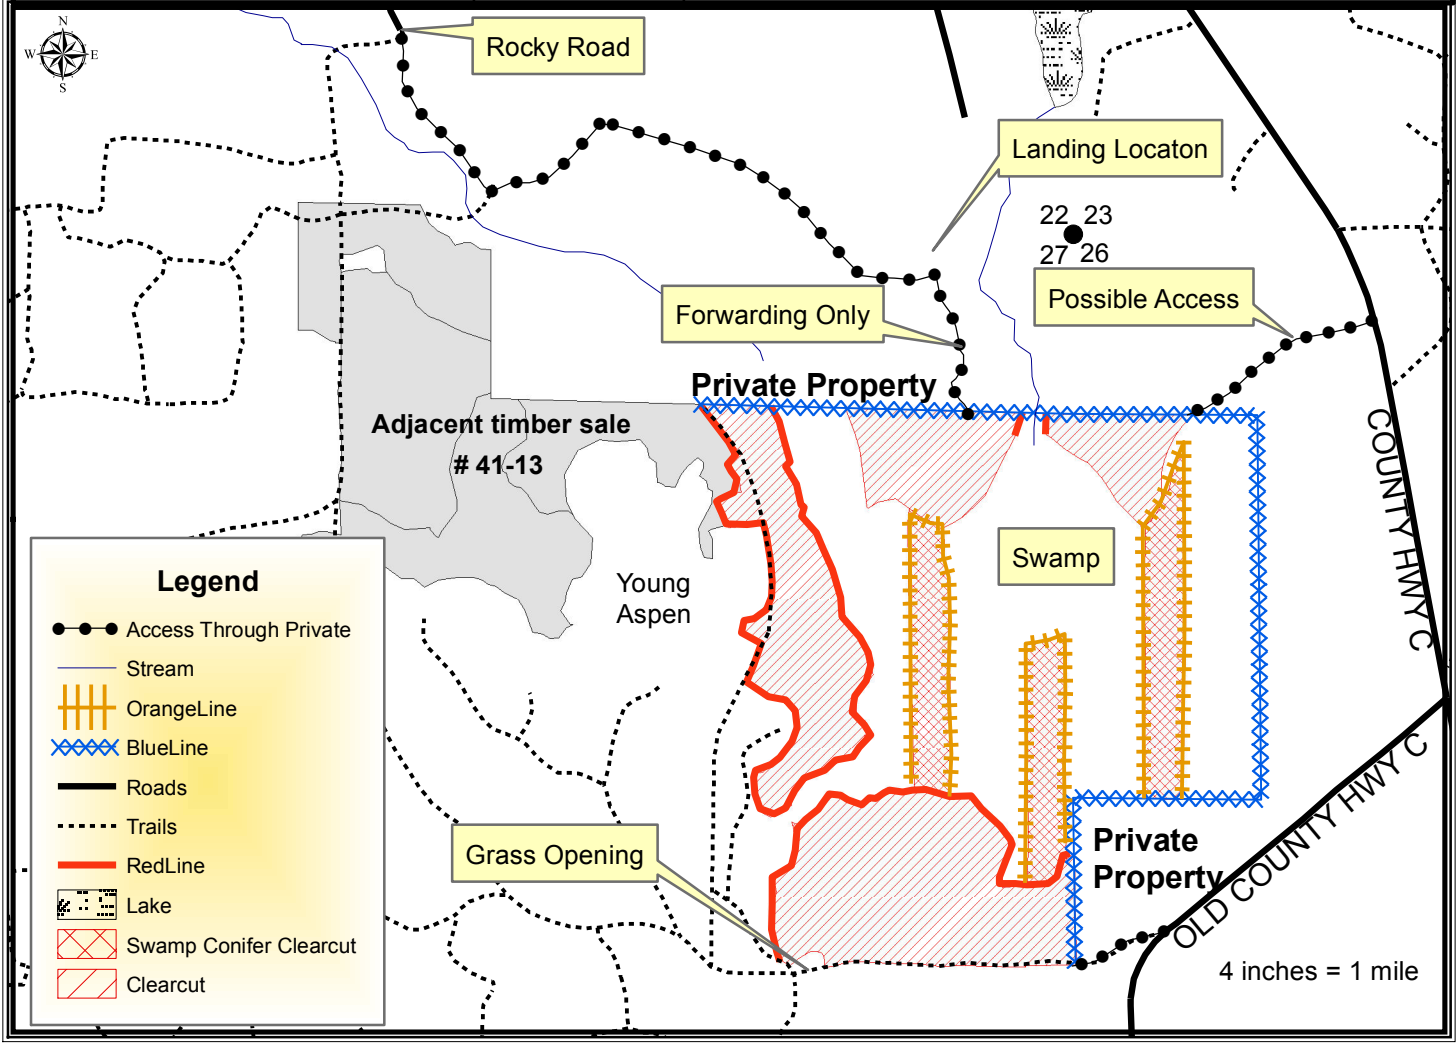 N
W E
S
Rocky Road
Landing Locaton
22 23
27 26
Possible Access
Forwarding Only
Private Property
Adjacent timber sale
# 41-13
COUNTY HWY C
Swamp
Young
Aspen
Legend
Access Through Private
Stream
OrangeLine
BlueLine
Roads
Trails
RedLine
Lake
Swamp Conifer Clearcut
Clearcut
Grass Opening
Private
Property
OLD COUNTY HWY C
4 inches = 1 mile